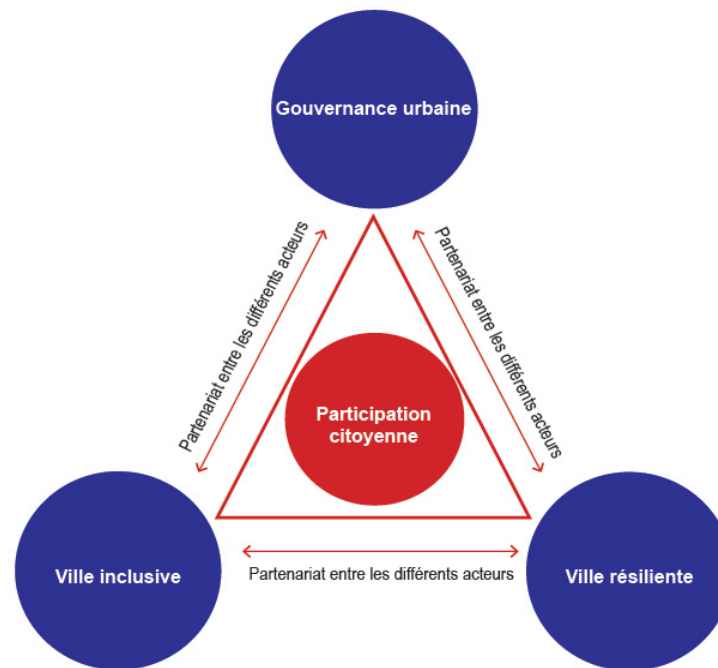 Gouvernance urbaine
Partenariat entre les différents acteurs
Partenariat entre les différents acteurs
Participation
citoyenne
Ville inclusive
Partenariat entre les différents acteurs
Ville résiliente